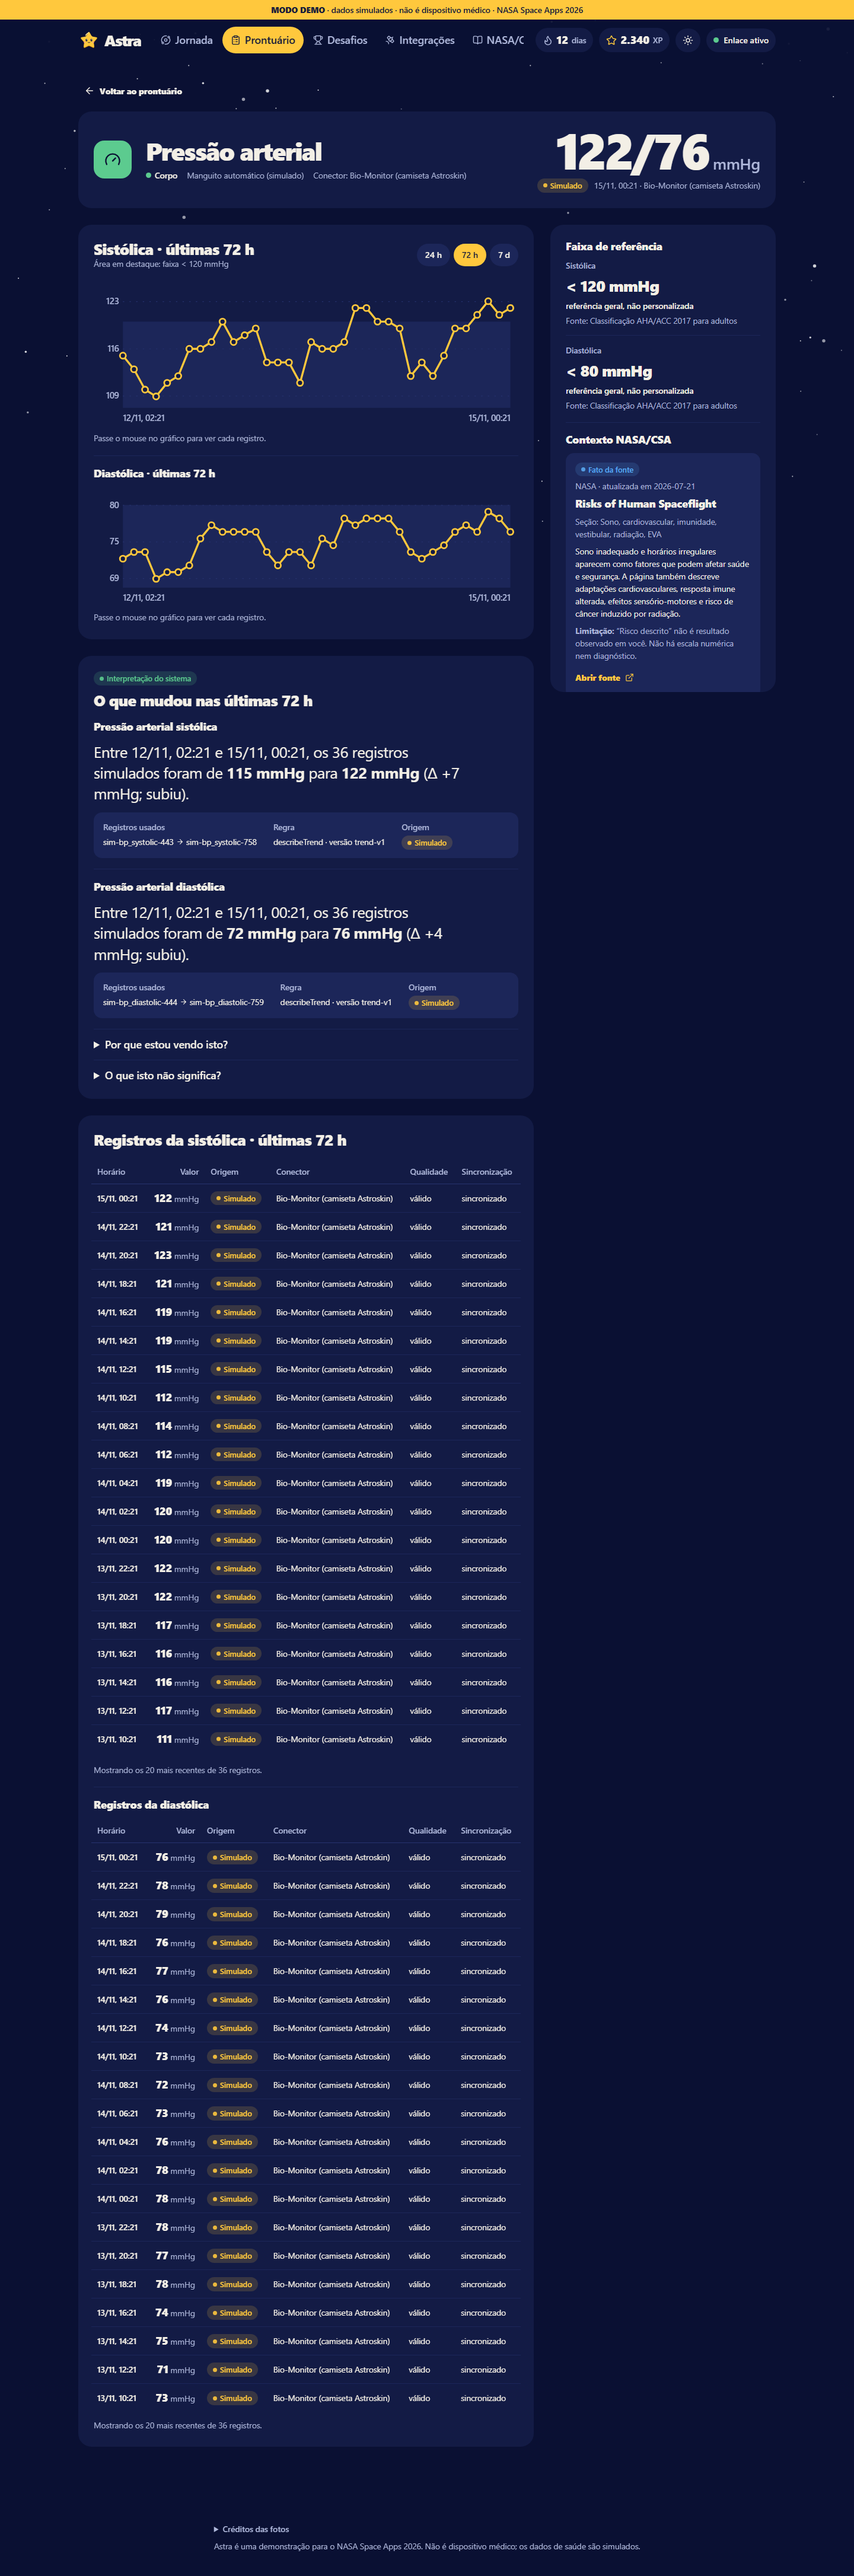 MODO DEMO · dados simulados · não é dispositivo médico · NASA Space Apps 2026
Astra
Jornada
Prontuário
Desafios
Integrações
NASA/C
12 dias
2.340 XP
Enlace ativo
Voltar ao prontuário
Pressão arterial
Corpo Manguito automático (simulado) Conector: Bio-Monitor (camiseta Astroskin)
122/76 mmHg
Simulado 15/11, 00:21 · Bio-Monitor (camiseta Astroskin)
Sistólica · últimas 72 h
Área em destaque: faixa < 120 mmHg
24 h
72 h
7 d
123
116
109
12/11, 02:21
15/11, 00:21
Passe o mouse no gráfico para ver cada registro.
Diastólica · últimas 72 h
80
75
69
12/11, 02:21
15/11, 00:21
Passe o mouse no gráfico para ver cada registro.
Faixa de referência
Sistólica
< 120 mmHg
referência geral, não personalizada
Fonte: Classificação AHA/ACC 2017 para adultos
Diastólica
< 80 mmHg
referência geral, não personalizada
Fonte: Classificação AHA/ACC 2017 para adultos
Contexto NASA/CSA
Fato da fonte
NASA · atualizada em 2026-07-21
Risks of Human Spaceflight
Seção: Sono, cardiovascular, imunidade,
vestibular, radiação, EVA
Sono inadequado e horários irregulares
aparecem como fatores que podem afetar saúde
e segurança. A página também descreve
adaptações cardiovasculares, resposta imune
alterada, efeitos sensório-motores e risco de
câncer induzido por radiação.
Limitação: "Risco descrito" não é resultado
observado em você. Não há escala numérica
nem diagnóstico.
Abrir fonte
Interpretação do sistema
O que mudou nas últimas 72 h
Pressão arterial sistólica
Entre 12/11, 02:21 e 15/11, 00:21, os 36 registros
simulados foram de 115 mmHg para 122 mmHg (Δ +7
mmHg; subiu).
Registros usados
sim-bp_systolic-443 → sim-bp_systolic-758
Regra
describeTrend · versão trend-v1
Origem
Simulado
Pressão arterial diastólica
Entre 12/11, 02:21 e 15/11, 00:21, os 36 registros
simulados foram de 72 mmHg para 76 mmHg (Δ +4
mmHg; subiu).
Registros usados
sim-bp_diastolic-444 → sim-bp_diastolic-759
Regra
describeTrend · versão trend-v1
Origem
Simulado
Por que estou vendo isto?
O que isto não significa?
Registros da sistólica · últimas 72 h
Horário Valor Origem Conector Qualidade Sincronização
15/11, 00:21 122 mmHg Simulado Bio-Monitor (camiseta Astroskin) válido sincronizado
14/11, 22:21 121 mmHg Simulado Bio-Monitor (camiseta Astroskin) válido sincronizado
14/11, 20:21 123 mmHg Simulado Bio-Monitor (camiseta Astroskin) válido sincronizado
14/11, 18:21 121 mmHg Simulado Bio-Monitor (camiseta Astroskin) válido sincronizado
14/11, 16:21 119 mmHg Simulado Bio-Monitor (camiseta Astroskin) válido sincronizado
14/11, 14:21 119 mmHg Simulado Bio-Monitor (camiseta Astroskin) válido sincronizado
14/11, 12:21 115 mmHg Simulado Bio-Monitor (camiseta Astroskin) válido sincronizado
14/11, 10:21 112 mmHg Simulado Bio-Monitor (camiseta Astroskin) válido sincronizado
14/11, 08:21 114 mmHg Simulado Bio-Monitor (camiseta Astroskin) válido sincronizado
14/11, 06:21 112 mmHg Simulado Bio-Monitor (camiseta Astroskin) válido sincronizado
14/11, 04:21 119 mmHg Simulado Bio-Monitor (camiseta Astroskin) válido sincronizado
14/11, 02:21 120 mmHg Simulado Bio-Monitor (camiseta Astroskin) válido sincronizado
14/11, 00:21 120 mmHg Simulado Bio-Monitor (camiseta Astroskin) válido sincronizado
13/11, 22:21 122 mmHg Simulado Bio-Monitor (camiseta Astroskin) válido sincronizado
13/11, 20:21 122 mmHg Simulado Bio-Monitor (camiseta Astroskin) válido sincronizado
13/11, 18:21 117 mmHg Simulado Bio-Monitor (camiseta Astroskin) válido sincronizado
13/11, 16:21 116 mmHg Simulado Bio-Monitor (camiseta Astroskin) válido sincronizado
13/11, 14:21 116 mmHg Simulado Bio-Monitor (camiseta Astroskin) válido sincronizado
13/11, 12:21 117 mmHg Simulado Bio-Monitor (camiseta Astroskin) válido sincronizado
13/11, 10:21 111 mmHg Simulado Bio-Monitor (camiseta Astroskin) válido sincronizado
Mostrando os 20 mais recentes de 36 registros.
Registros da diastólica
Horário Valor Origem Conector Qualidade Sincronização
15/11, 00:21 76 mmHg Simulado Bio-Monitor (camiseta Astroskin) válido sincronizado
14/11, 22:21 78 mmHg Simulado Bio-Monitor (camiseta Astroskin) válido sincronizado
14/11, 20:21 79 mmHg Simulado Bio-Monitor (camiseta Astroskin) válido sincronizado
14/11, 18:21 76 mmHg Simulado Bio-Monitor (camiseta Astroskin) válido sincronizado
14/11, 16:21 77 mmHg Simulado Bio-Monitor (camiseta Astroskin) válido sincronizado
14/11, 14:21 76 mmHg Simulado Bio-Monitor (camiseta Astroskin) válido sincronizado
14/11, 12:21 74 mmHg Simulado Bio-Monitor (camiseta Astroskin) válido sincronizado
14/11, 10:21 73 mmHg Simulado Bio-Monitor (camiseta Astroskin) válido sincronizado
14/11, 08:21 72 mmHg Simulado Bio-Monitor (camiseta Astroskin) válido sincronizado
14/11, 06:21 73 mmHg Simulado Bio-Monitor (camiseta Astroskin) válido sincronizado
14/11, 04:21 76 mmHg Simulado Bio-Monitor (camiseta Astroskin) válido sincronizado
14/11, 02:21 78 mmHg Simulado Bio-Monitor (camiseta Astroskin) válido sincronizado
14/11, 00:21 78 mmHg Simulado Bio-Monitor (camiseta Astroskin) válido sincronizado
13/11, 22:21 78 mmHg Simulado Bio-Monitor (camiseta Astroskin) válido sincronizado
13/11, 20:21 77 mmHg Simulado Bio-Monitor (camiseta Astroskin) válido sincronizado
13/11, 18:21 78 mmHg Simulado Bio-Monitor (camiseta Astroskin) válido sincronizado
13/11, 16:21 74 mmHg Simulado Bio-Monitor (camiseta Astroskin) válido sincronizado
13/11, 14:21 75 mmHg Simulado Bio-Monitor (camiseta Astroskin) válido sincronizado
13/11, 12:21 71 mmHg Simulado Bio-Monitor (camiseta Astroskin) válido sincronizado
13/11, 10:21 73 mmHg Simulado Bio-Monitor (camiseta Astroskin) válido sincronizado
Mostrando os 20 mais recentes de 36 registros.
Créditos das fotos
Astra é uma demonstração para o NASA Space Apps 2026. Não é dispositivo médico; os dados de saúde são simulados.